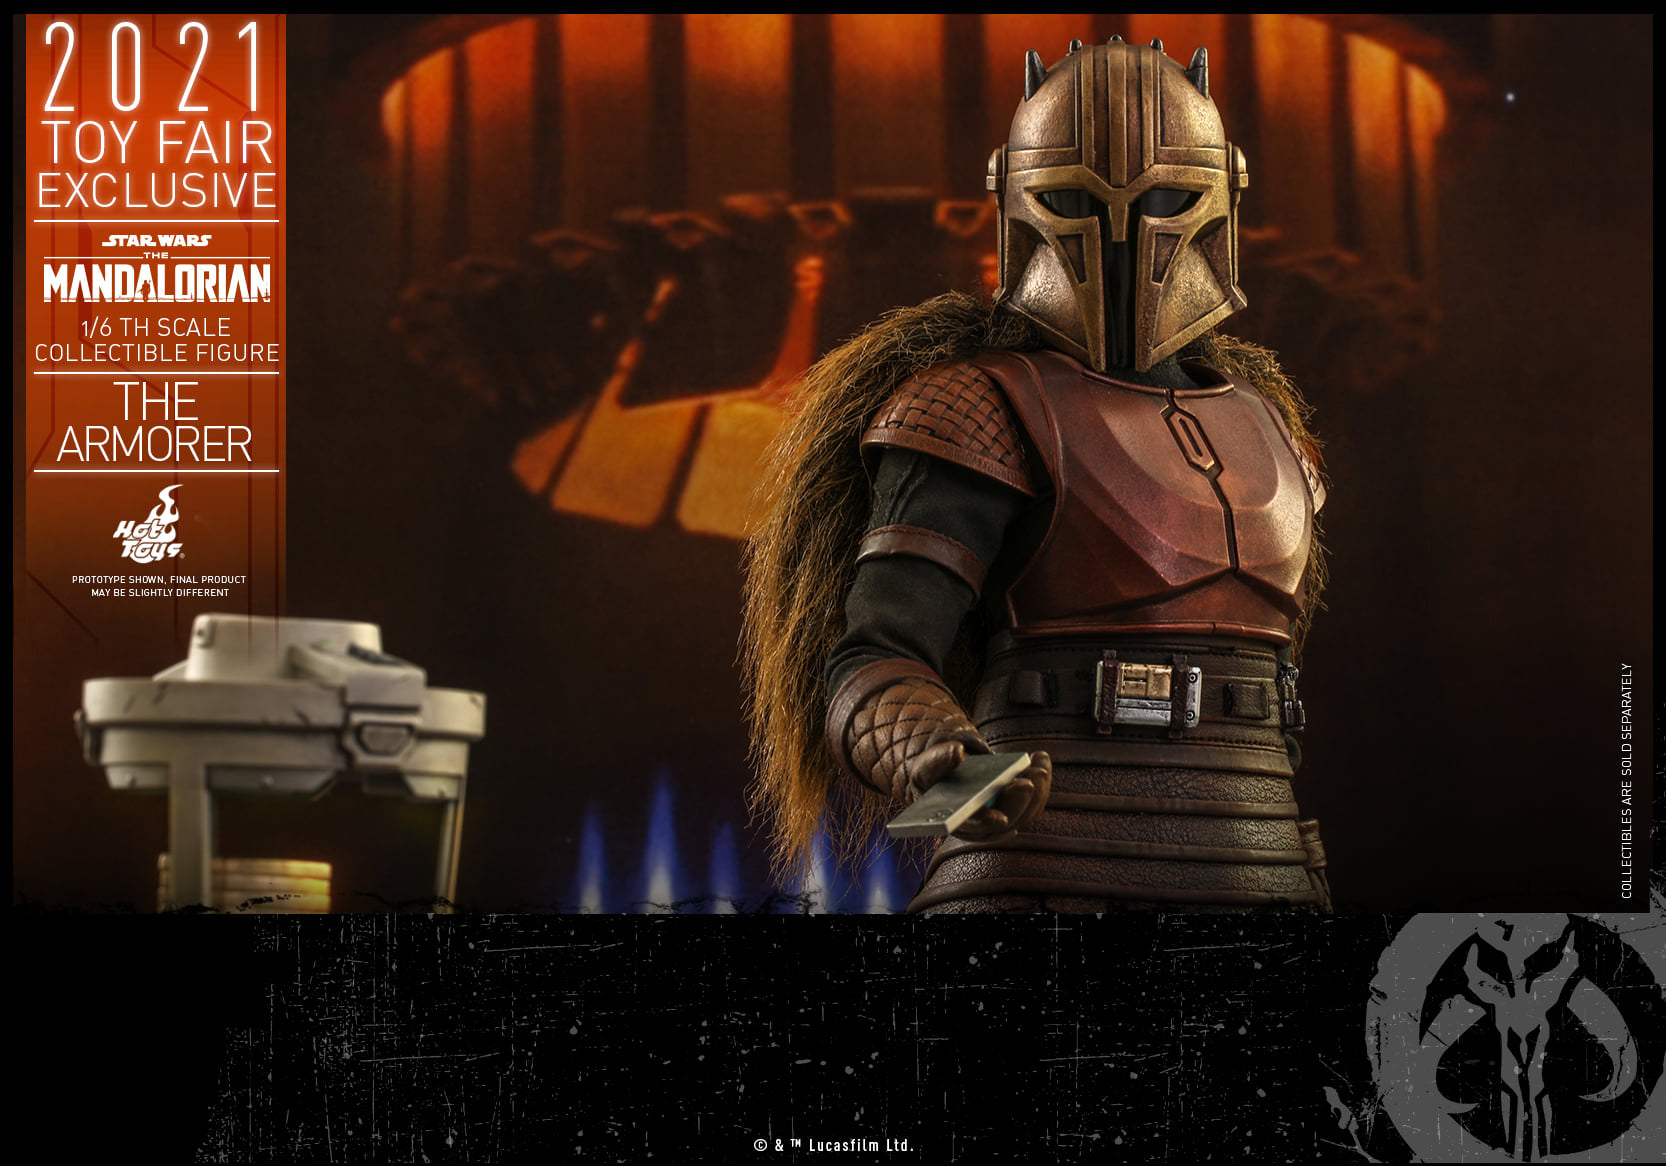 2021
TOY FAIR
EXCLUSIVE
STAR WARS
THE
MANDALORIAN
1/6 TH SCALE
COLLECTIBLE FIGURE
THE
ARMORER
Hot
Toys®
PROTOTYPE SHOWN, FINAL PRODUCT
MAY BE SLIGHTLY DIFFERENT
COLLECTIBLES ARE SOLD SEPARATELY
© & ™ Lucasfilm Ltd.